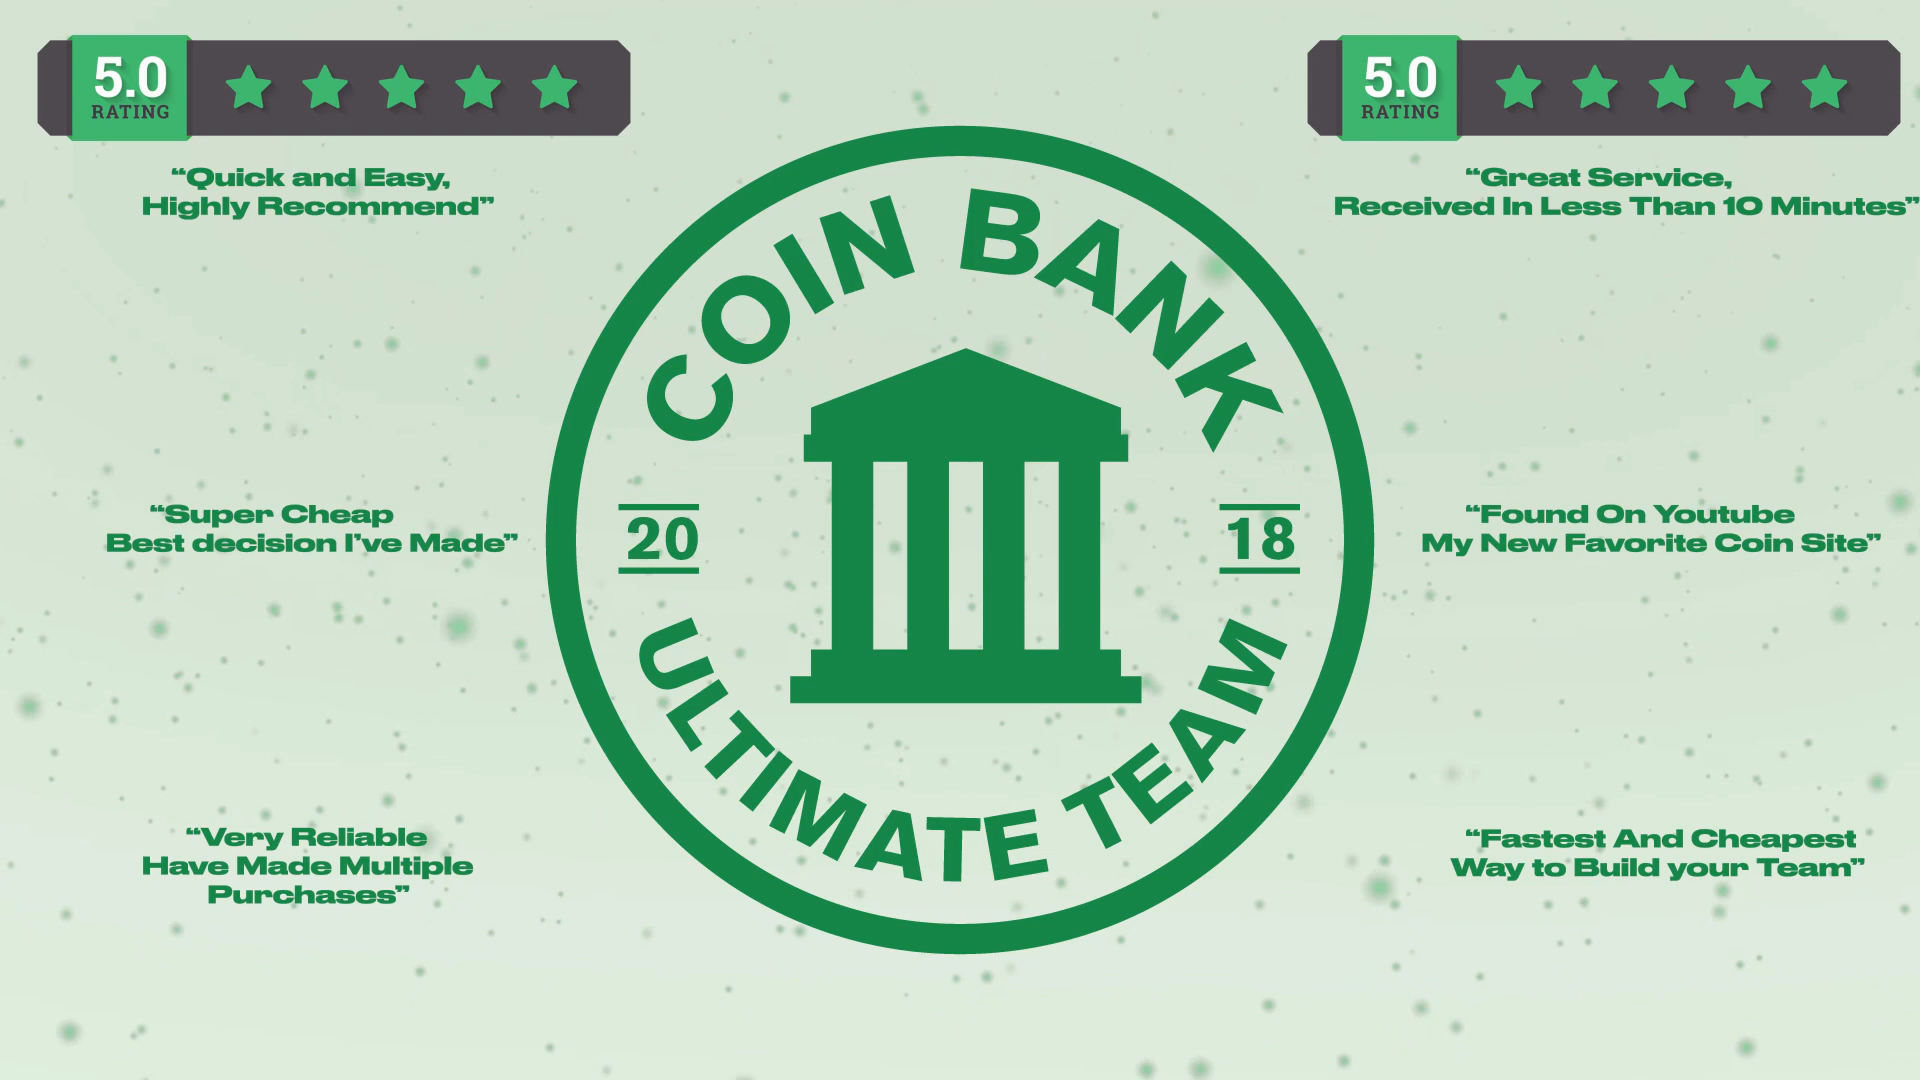 5.0
RATING
“Quick and Easy,
Highly Recommend”
“Super Cheap
Best decision I’ve Made”
“Very Reliable
Have Made Multiple
Purchases”
COIN BANK
20
18
ULTIMATE TEAM
5.0
RATING
“Great Service,
Received In Less Than 10 Minutes”
“Found On Youtube
My New Favorite Coin Site”
“Fastest And Cheapest
Way to Build your Team”